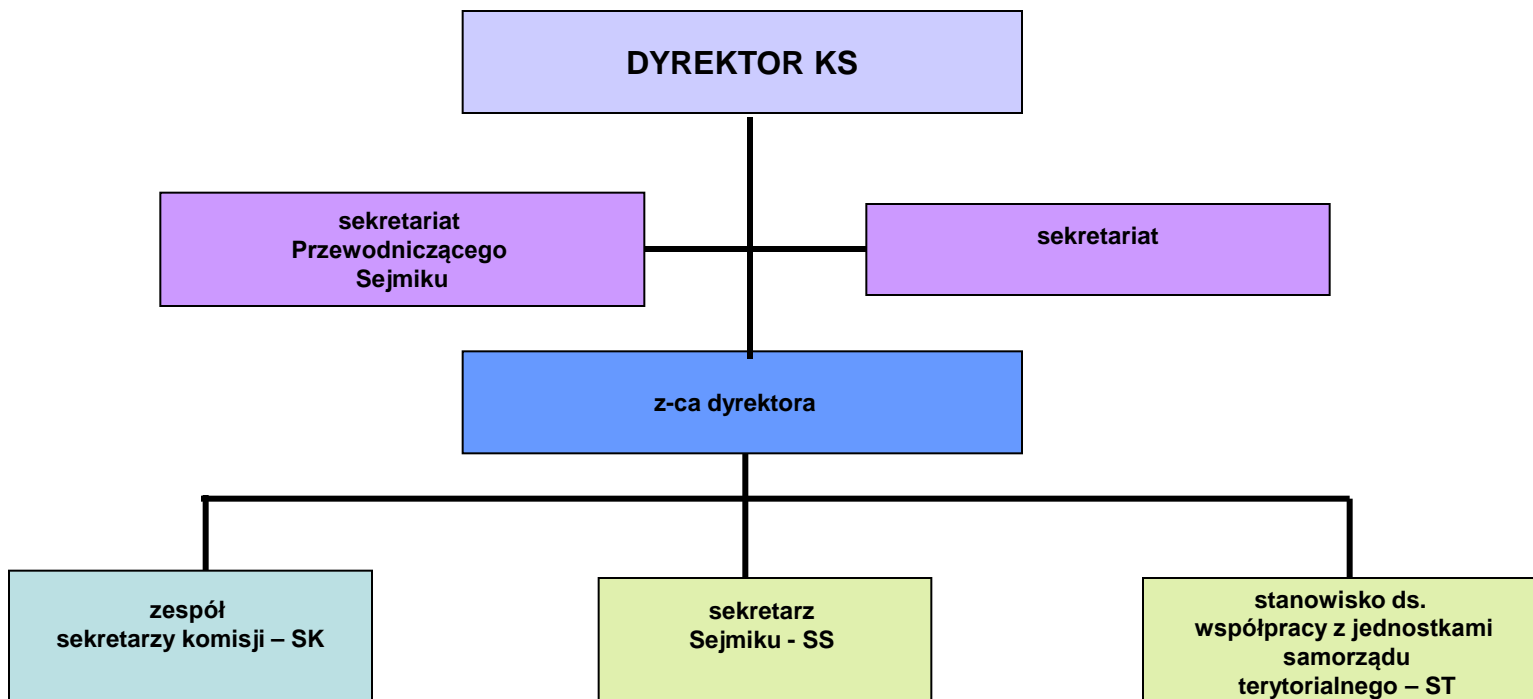 DYREKTOR KS
sekretariat
Przewodniczącego
Sejmiku
sekretariat
z-ca dyrektora
zespół
sekretarzy komisji – SK
sekretarz
Sejmiku - SS
stanowisko ds.
współpracy z jednostkami
samorządu
terytorialnego – ST